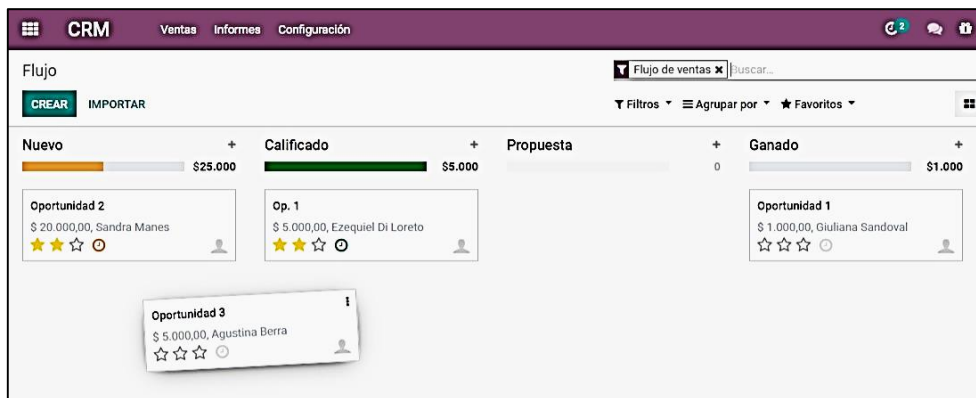 CRM Ventas Informes Configuración 2
Flujo
Flujo de ventas × Buscar...
CREAR IMPORTAR
Filtros Agrupar por Favoritos
Nuevo +
$25.000
Calificado +
$5.000
Propuesta +
0
Ganado +
$1.000
Oportunidad 2
$ 20.000,00, Sandra Manes
Op. 1
$ 5.000,00, Ezequiel Di Loreto
Oportunidad 1
$ 1.000,00, Giuliana Sandoval
Oportunidad 3
$ 5.000,00, Agustina Berra